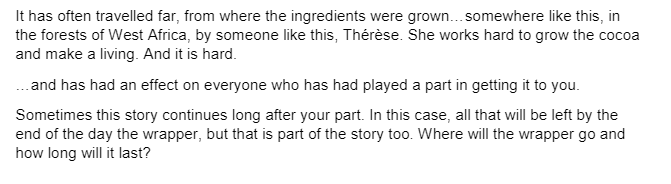 It has often travelled far, from where the ingredients were grown…somewhere like this, in
the forests of West Africa, by someone like this, Thérèse. She works hard to grow the cocoa
and make a living. And it is hard.
…and has had an effect on everyone who has had played a part in getting it to you.
Sometimes this story continues long after your part. In this case, all that will be left by the
end of the day the wrapper, but that is part of the story too. Where will the wrapper go and
how long will it last?